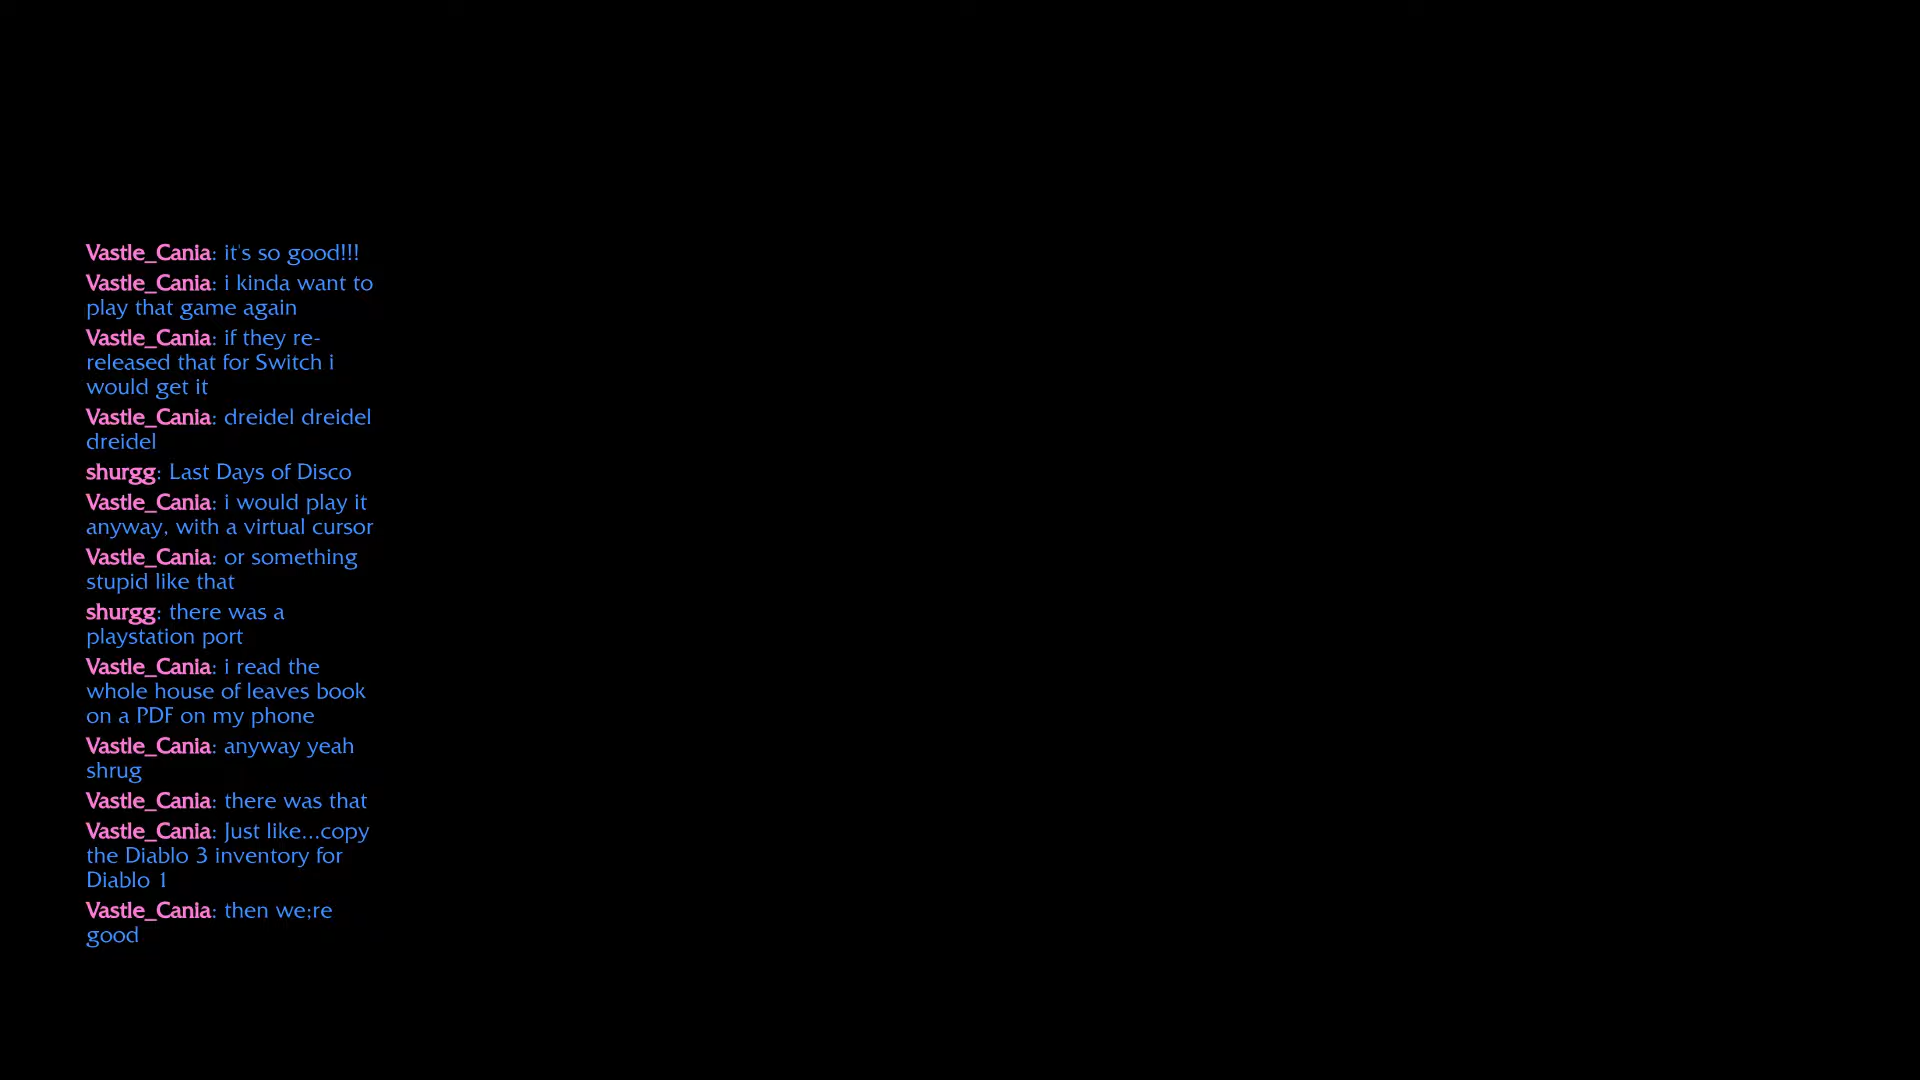 Vastle_Cania: it's so good!!!
Vastle_Cania: i kinda want to
play that game again
Vastle_Cania: if they re-
released that for Switch i
would get it
Vastle_Cania: dreidel dreidel
dreidel
shurgg: Last Days of Disco
Vastle_Cania: i would play it
anyway, with a virtual cursor
Vastle_Cania: or something
stupid like that
shurgg: there was a
playstation port
Vastle_Cania: i read the
whole house of leaves book
on a PDF on my phone
Vastle_Cania: anyway yeah
shrug
Vastle_Cania: there was that
Vastle_Cania: Just like...copy
the Diablo 3 inventory for
Diablo 1
Vastle_Cania: then we;re
good